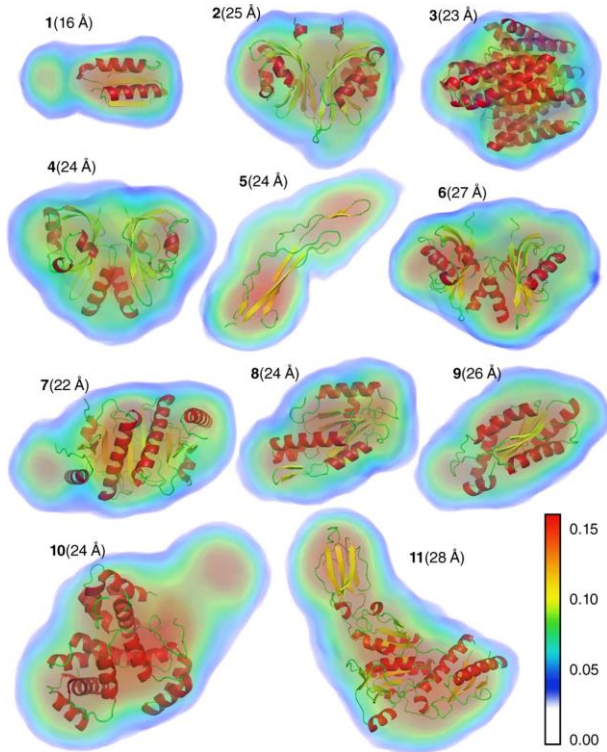 1(16 Å)
2(25 Å)
3(23 Å)
4(24 Å)
5(24 Å)
6(27 Å)
7(22 Å)
8(24 Å)
9(26 Å)
10(24 Å)
11(28 Å)
0.15
0.10
0.05
0.00